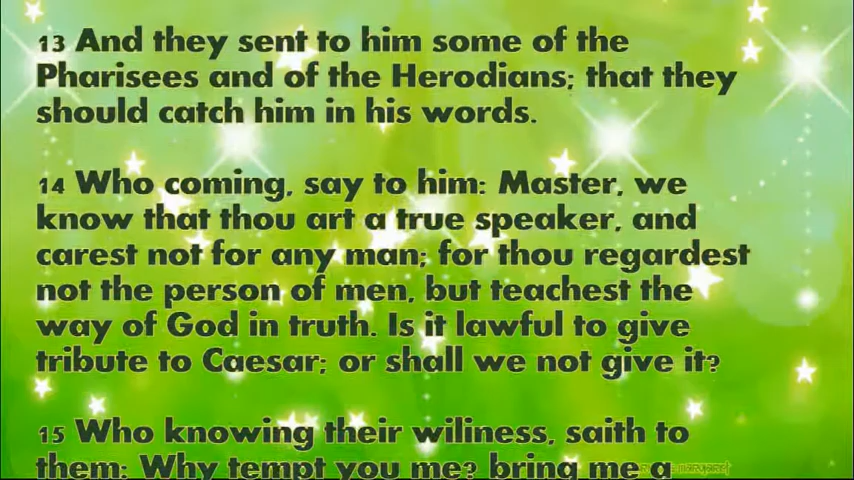 13 And they sent to him some of the
Pharisees and of the Herodians; that they
should catch him in his words.
14 Who coming, say to him: Master, we
know that thou art a true speaker, and
carest not for any man; for thou regardest
not the person of men, but teachest the
way of God in truth. Is it lawful to give
tribute to Caesar; or shall we not give it?
15 Who knowing their wiliness, saith to
them: Why tempt you me? bring me a